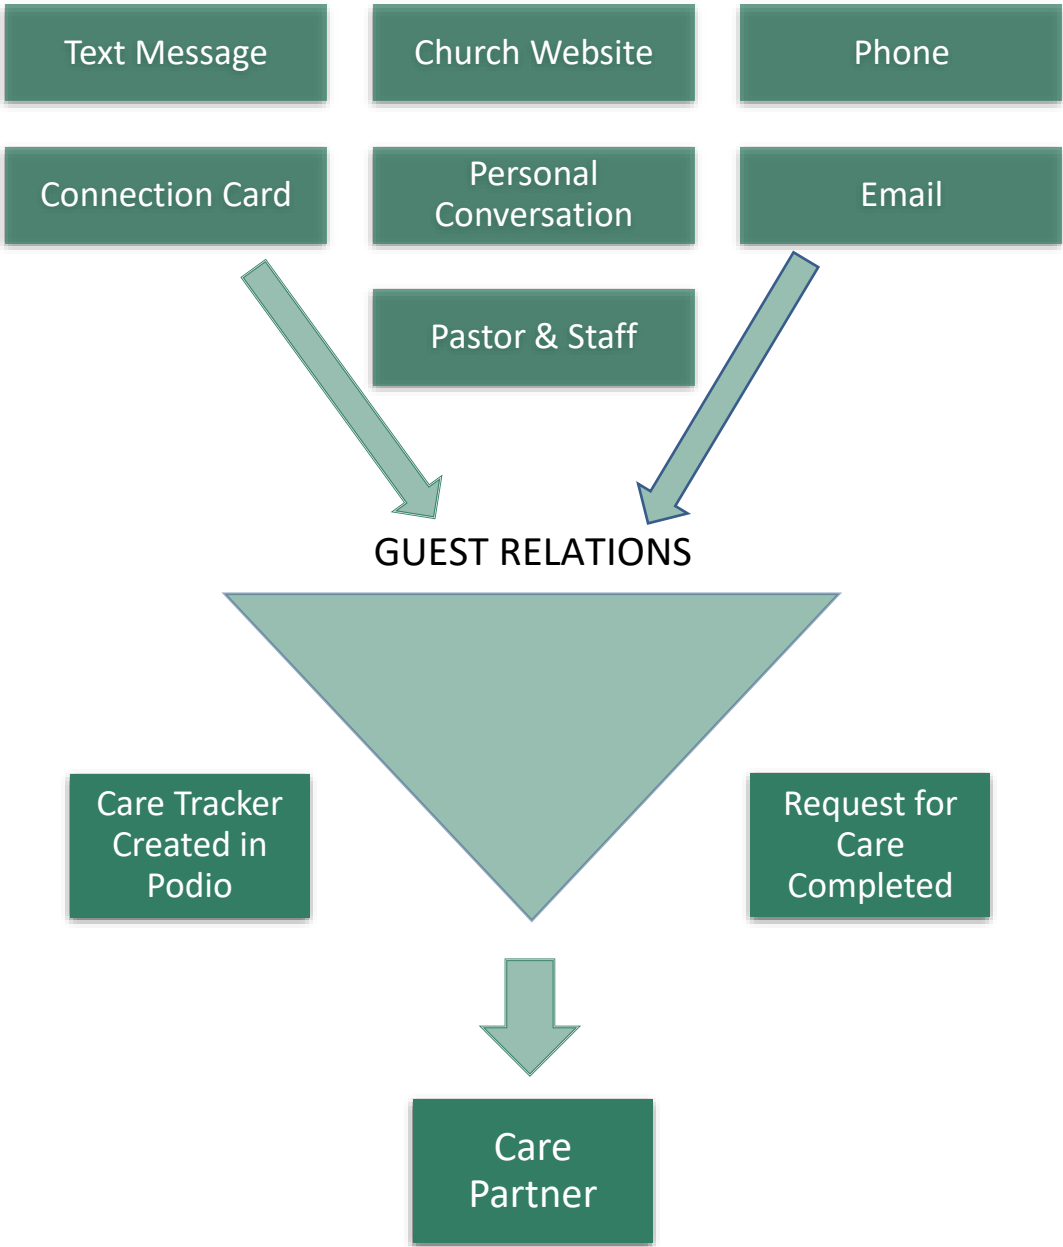 Text Message
Church Website
Phone
Connection Card
Personal
Conversation
Email
Pastor & Staff
GUEST RELATIONS
Care Tracker
Created in
Podio
Request for
Care
Completed
Care
Partner